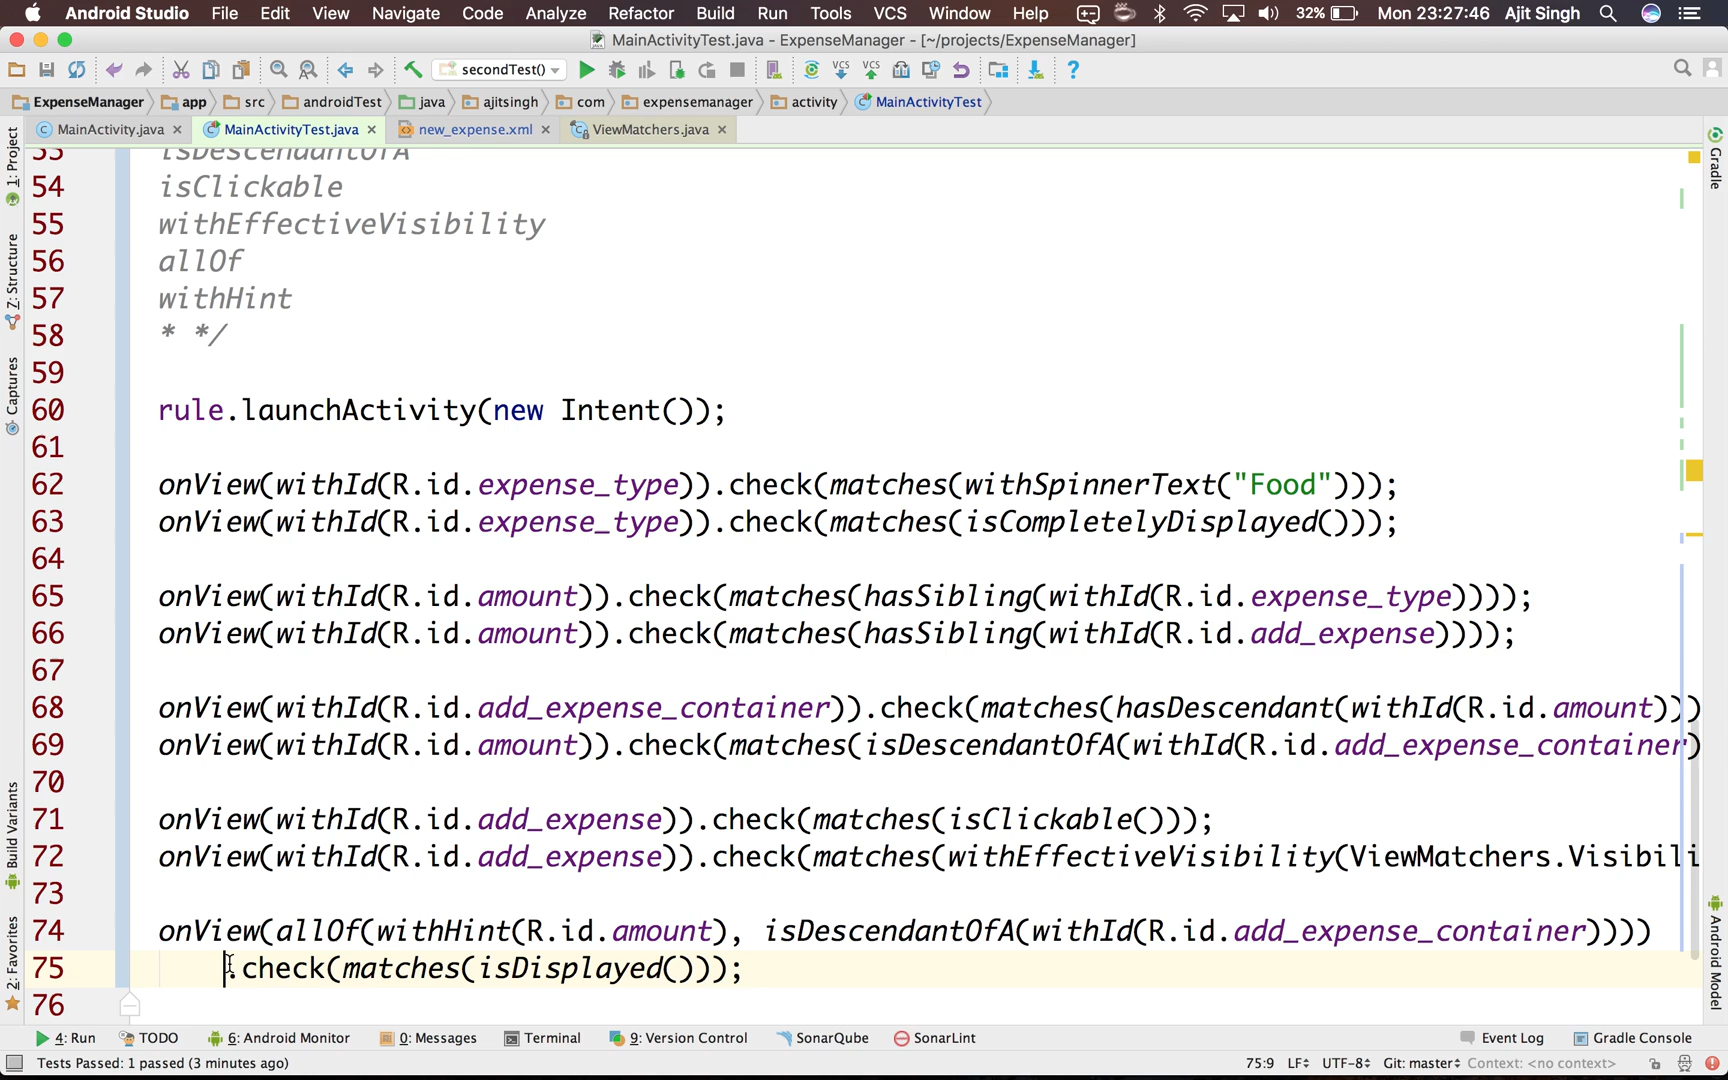 Android Studio File Edit View Navigate Code Analyze Refactor Build Run Tools VCS Window Help 32% Mon 23:27:46 Ajit Singh
MainActivityTest.java - ExpenseManager - [~/projects/ExpenseManager]
secondTest() VCS VCS ?
ExpenseManager app src androidTest java ajitsingh com expensemanager activity MainActivityTest
MainActivity.java MainActivityTest.java new_expense.xml ViewMatchers.java
1: Project
Z: Structure
Captures
Build Variants
2: Favorites
53 isDescendantOfA
54 isClickable
55 withEffectiveVisibility
56 allOf
57 withHint
58 * */
59
60 rule.launchActivity(new Intent());
61
62 onView(withId(R.id.expense_type)).check(matches(withSpinnerText("Food")));
63 onView(withId(R.id.expense_type)).check(matches(isCompletelyDisplayed()));
64
65 onView(withId(R.id.amount)).check(matches(hasSibling(withId(R.id.expense_type))));
66 onView(withId(R.id.amount)).check(matches(hasSibling(withId(R.id.add_expense))));
67
68 onView(withId(R.id.add_expense_container)).check(matches(hasDescendant(withId(R.id.amount)))
69 onView(withId(R.id.amount)).check(matches(isDescendantOfA(withId(R.id.add_expense_container)
70
71 onView(withId(R.id.add_expense)).check(matches(isClickable()));
72 onView(withId(R.id.add_expense)).check(matches(withEffectiveVisibility(ViewMatchers.Visibili
73
74 onView(allOf(withHint(R.id.amount), isDescendantOfA(withId(R.id.add_expense_container))))
75 .check(matches(isDisplayed()));
76
Gradle
Android Model
4: Run TODO 6: Android Monitor 0: Messages Terminal 9: Version Control SonarQube SonarLint Event Log Gradle Console
Tests Passed: 1 passed (3 minutes ago) 75:9 LF UTF-8 Git: master Context: <no context>